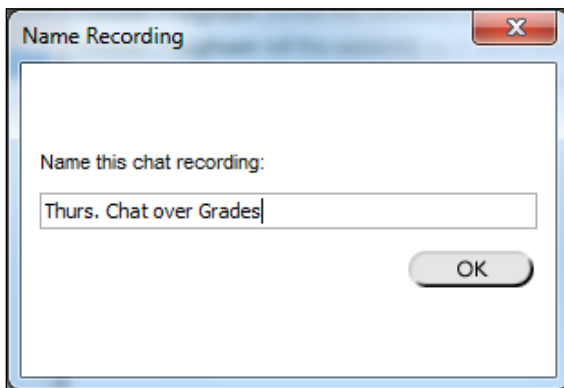 Name Recording
Name this chat recording:
Thurs. Chat over Grades
OK